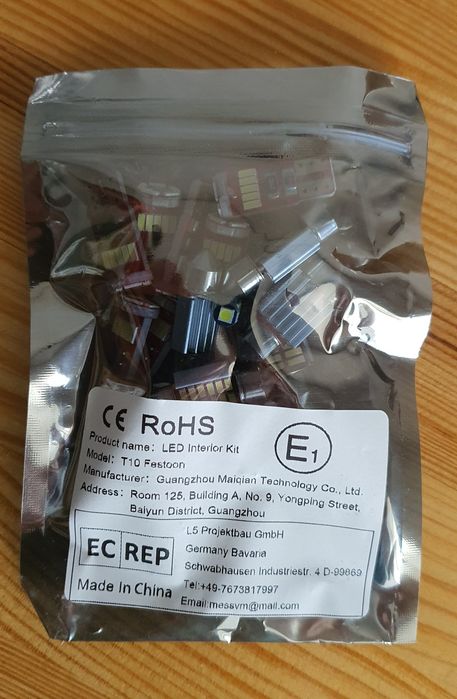 CE RoHS
E1
Product name: LED Interior Kit
Model: T10 Festoon
Manufacturer: Guangzhou Maiqian Technology Co., Ltd.
Address: Room 125, Building A, No. 9, Yongping Street,
Baiyun District, Guangzhou
EC REP
L5 Projektbau GmbH
Germany Bavaria
Schwabhausen Industriestr. 4 D-99869
Tel:+49-7673817997
Email:messvm@mail.com
Made In China